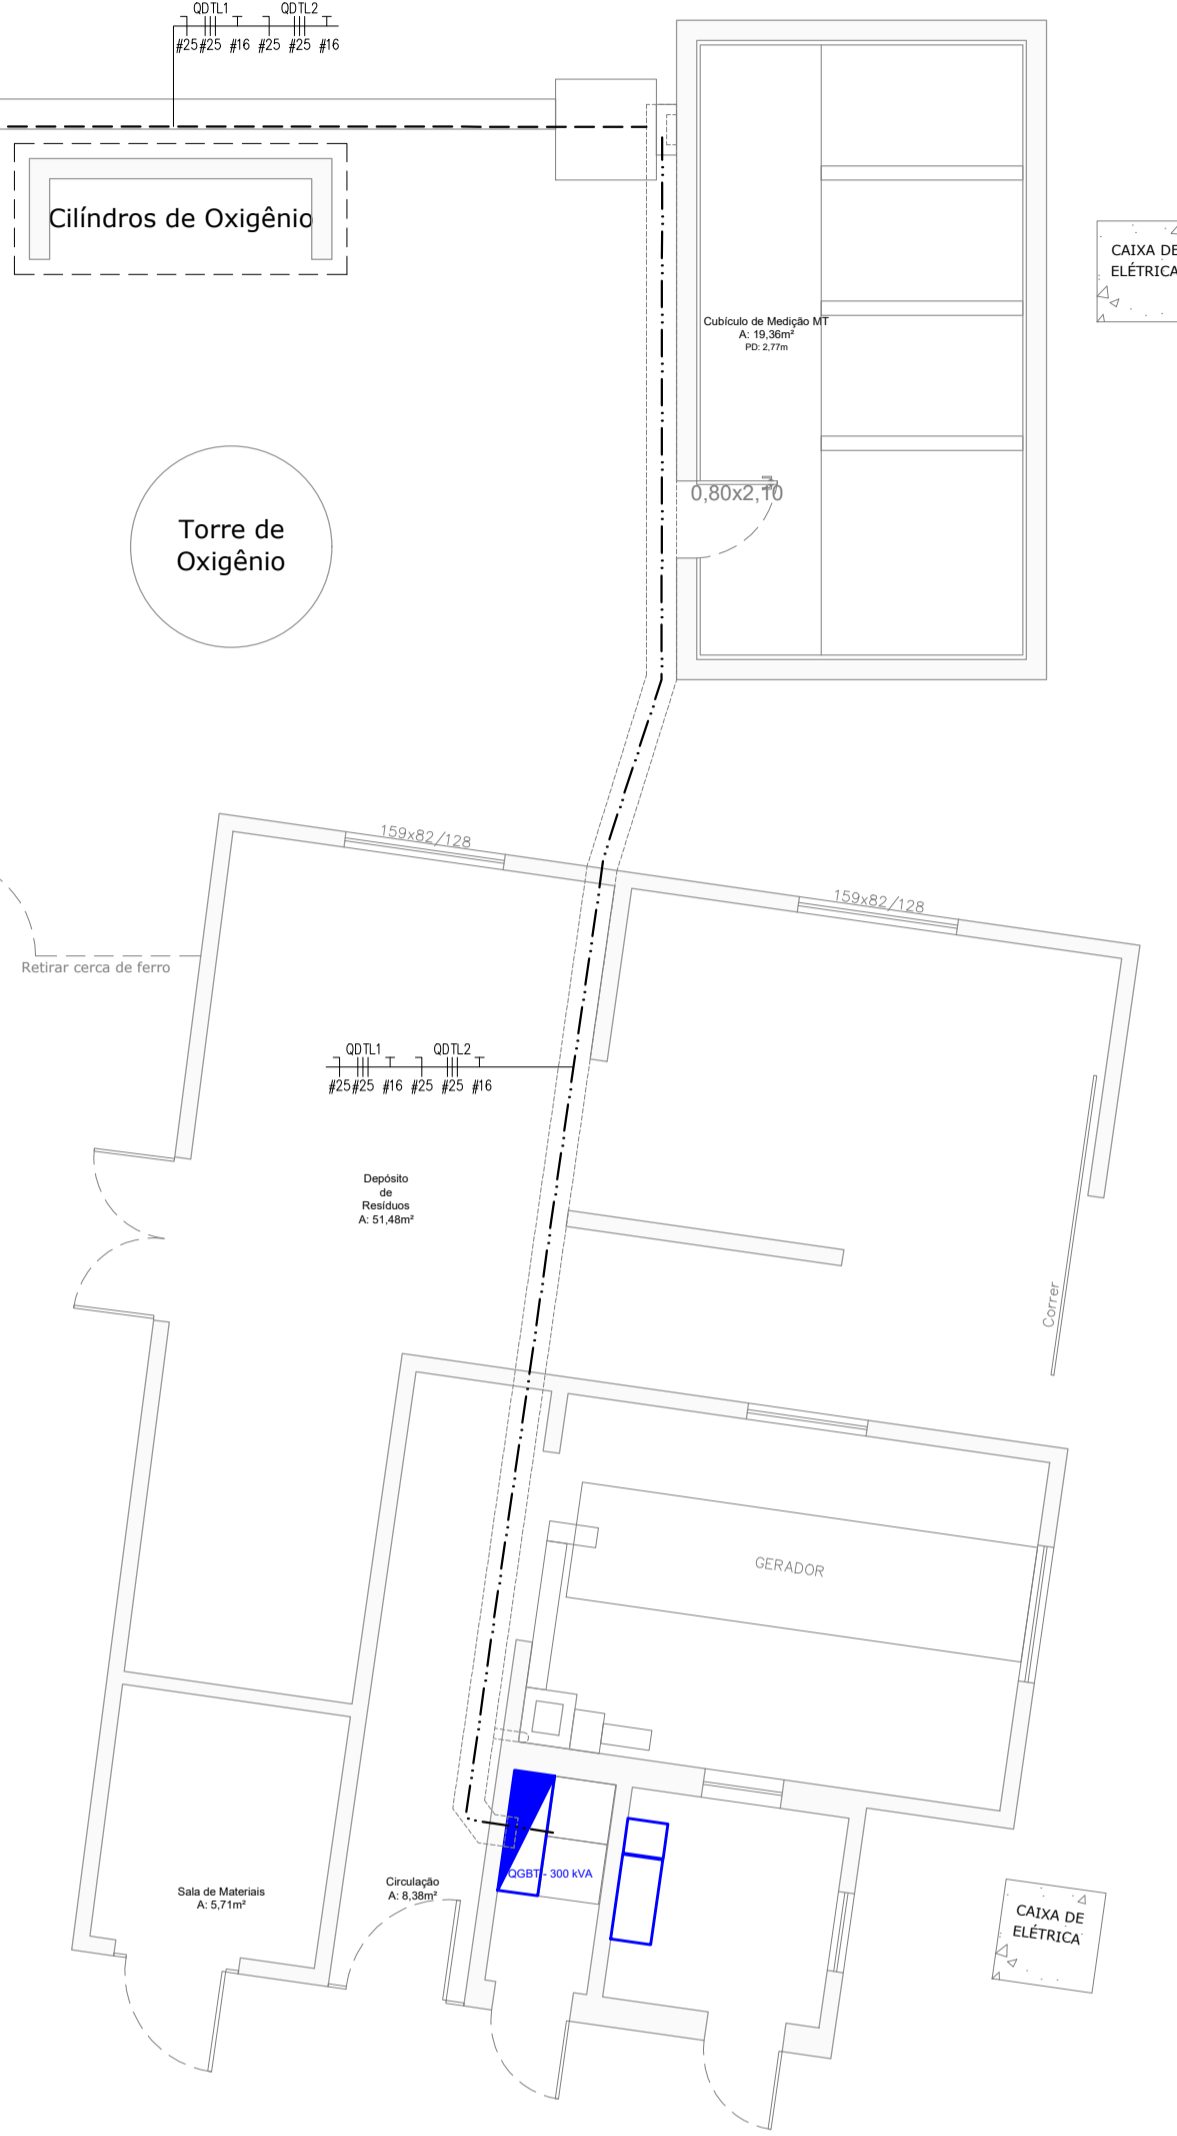 QDTL1 QDTL2
#25 #25 #16 #25 #25 #16
Cilíndros de Oxigênio
CAIXA DE
ELÉTRICA
Cubículo de Medição MT
A: 19,36m²
PD: 2,77m
0,80x2,10
Torre de
Oxigênio
159x82/128
159x82/128
Retirar cerca de ferro
QDTL1 QDTL2
#25 #25 #16 #25 #25 #16
Depósito
de
Resíduos
A: 51,48m²
Correr
GERADOR
QGBT - 300 kVA
Circulação
A: 8,38m²
Sala de Materiais
A: 5,71m²
CAIXA DE
ELÉTRICA